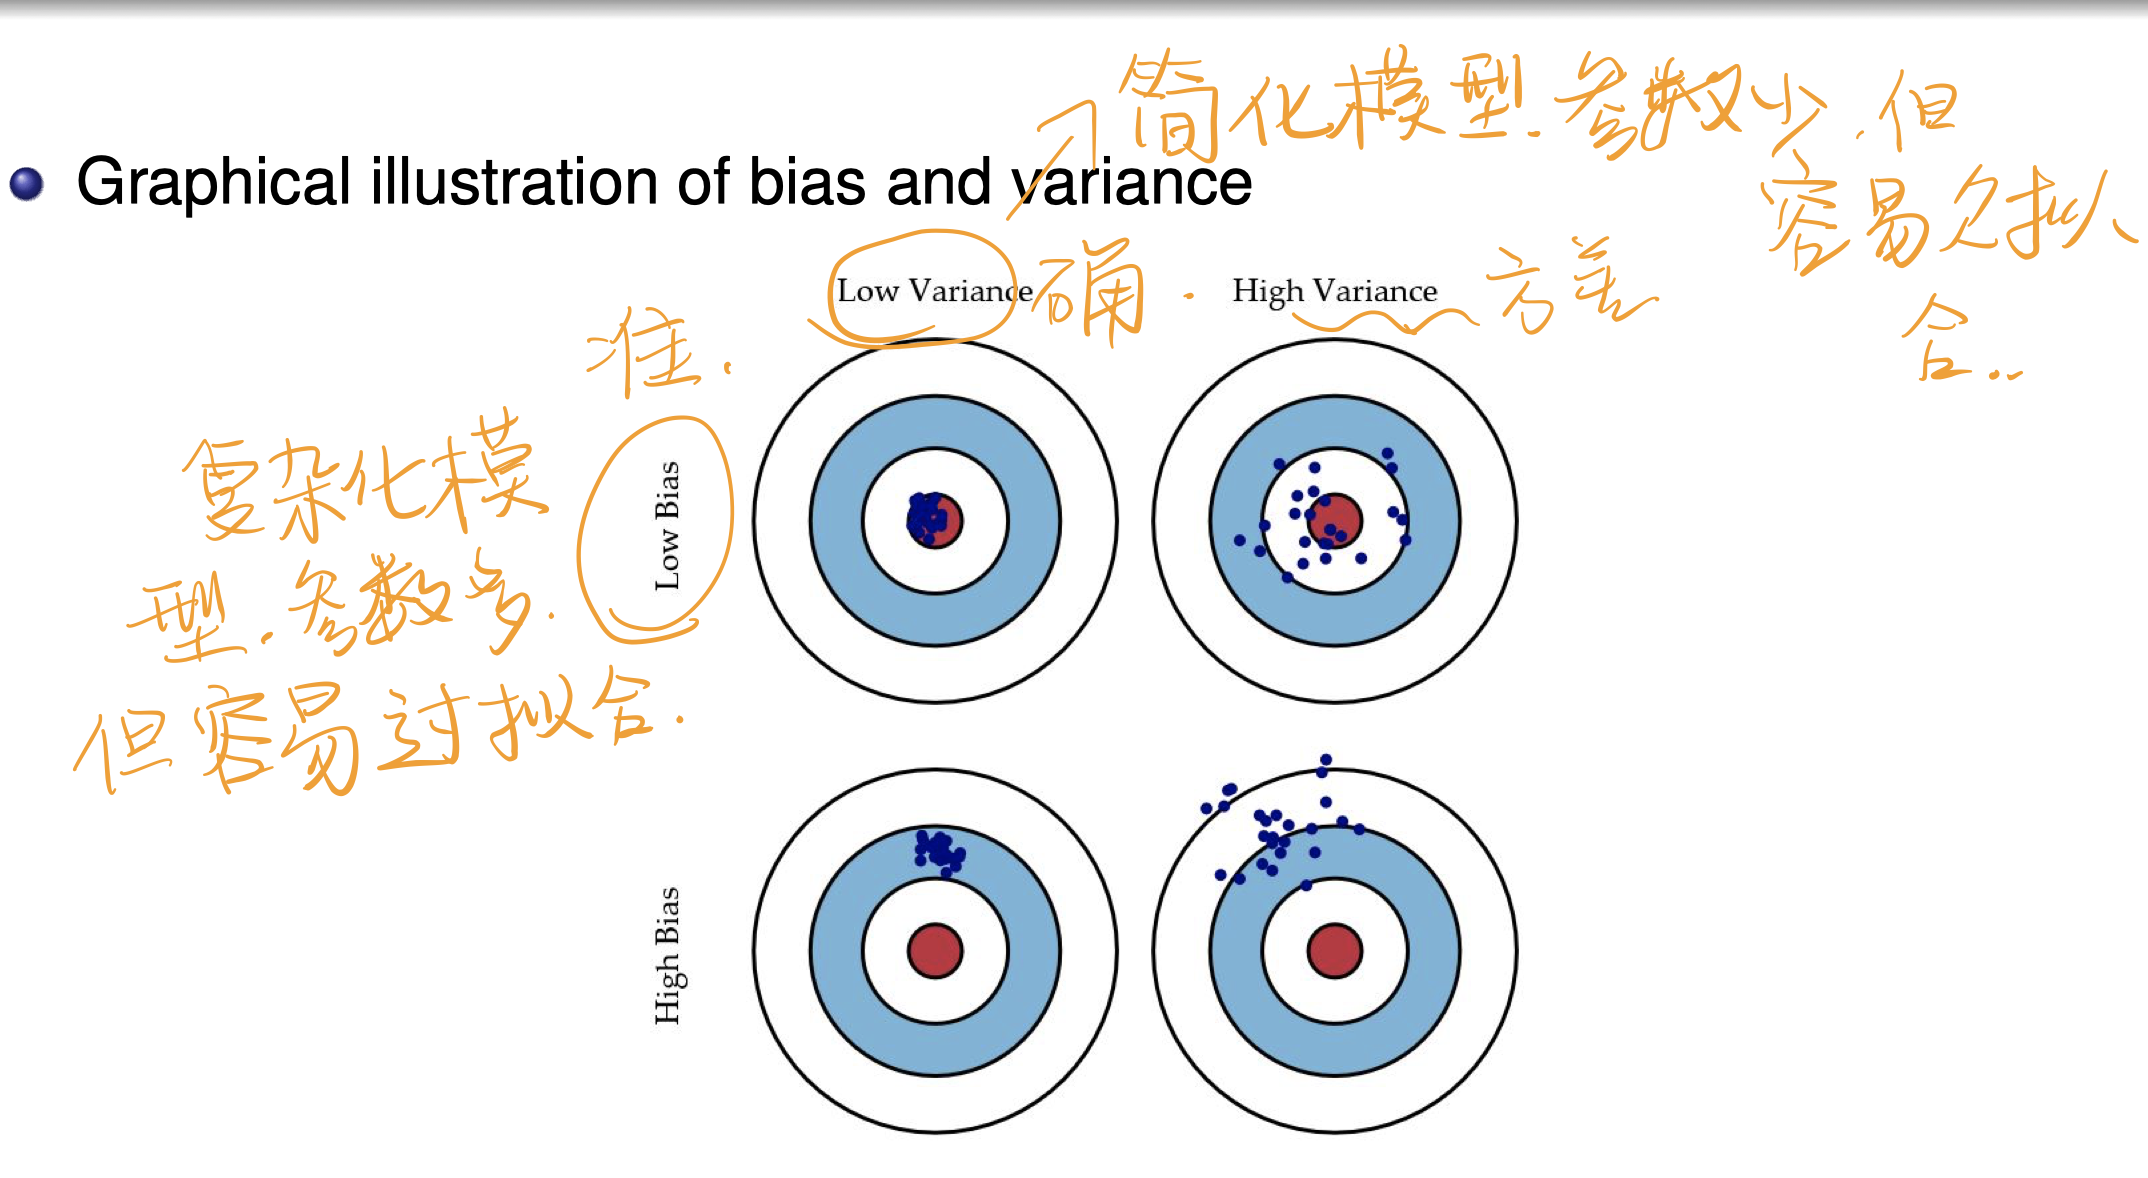 简化模型.参数少.但
Graphical illustration of bias and variance
容易欠拟
合..
Low Variance
确.
High Variance
方差
准.
复杂化模
型.参数多.
但容易过拟合.
Low Bias
High Bias